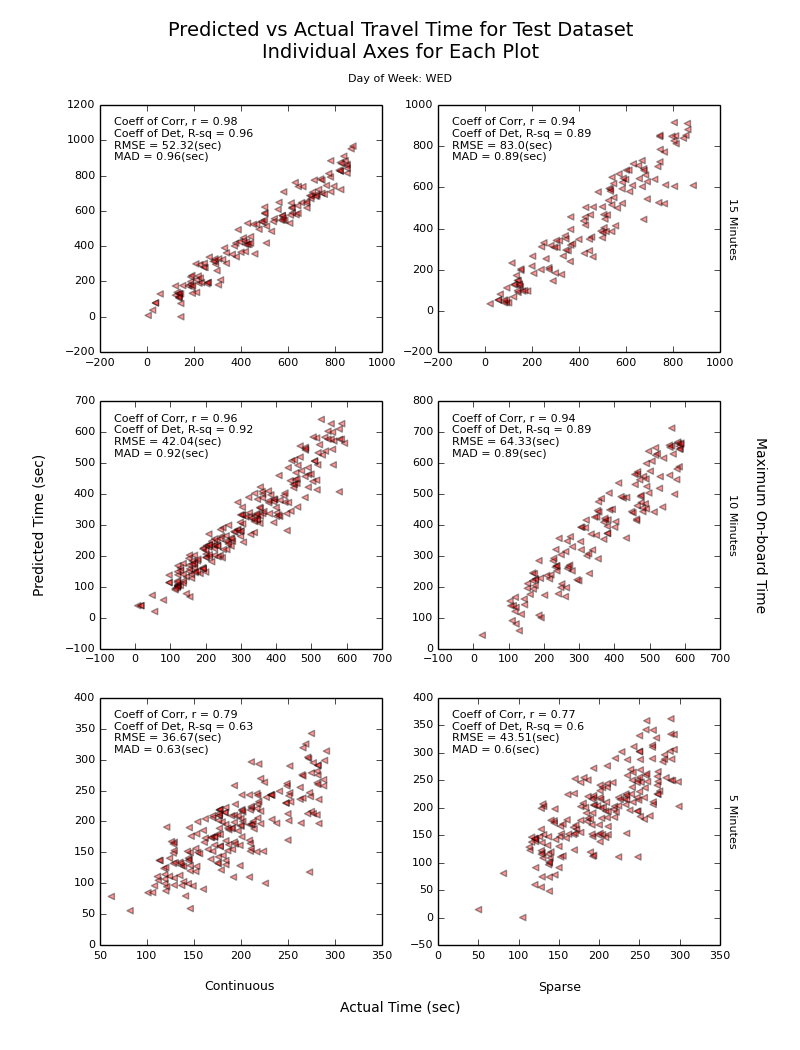 Predicted vs Actual Travel Time for Test Dataset
Individual Axes for Each Plot
Day of Week: WED
Coeff of Corr, r = 0.98
Coeff of Det, R-sq = 0.96
RMSE = 52.32(sec)
MAD = 0.96(sec)
1200
1000
800
600
400
200
0
−200
−200 0 200 400 600 800 1000
Coeff of Corr, r = 0.94
Coeff of Det, R-sq = 0.89
RMSE = 83.0(sec)
MAD = 0.89(sec)
1000
800
600
400
200
0
−200
−200 0 200 400 600 800 1000
15 Minutes
Coeff of Corr, r = 0.96
Coeff of Det, R-sq = 0.92
RMSE = 42.04(sec)
MAD = 0.92(sec)
700
600
500
400
300
200
100
0
−100
−100 0 100 200 300 400 500 600 700
Coeff of Corr, r = 0.94
Coeff of Det, R-sq = 0.89
RMSE = 64.33(sec)
MAD = 0.89(sec)
800
700
600
500
400
300
200
100
0
−100 0 100 200 300 400 500 600 700
10 Minutes
Predicted Time (sec)
Maximum On-board Time
Coeff of Corr, r = 0.79
Coeff of Det, R-sq = 0.63
RMSE = 36.67(sec)
MAD = 0.63(sec)
400
350
300
250
200
150
100
50
0
50 100 150 200 250 300 350
Coeff of Corr, r = 0.77
Coeff of Det, R-sq = 0.6
RMSE = 43.51(sec)
MAD = 0.6(sec)
400
350
300
250
200
150
100
50
0
−50
0 50 100 150 200 250 300 350
5 Minutes
Continuous
Sparse
Actual Time (sec)